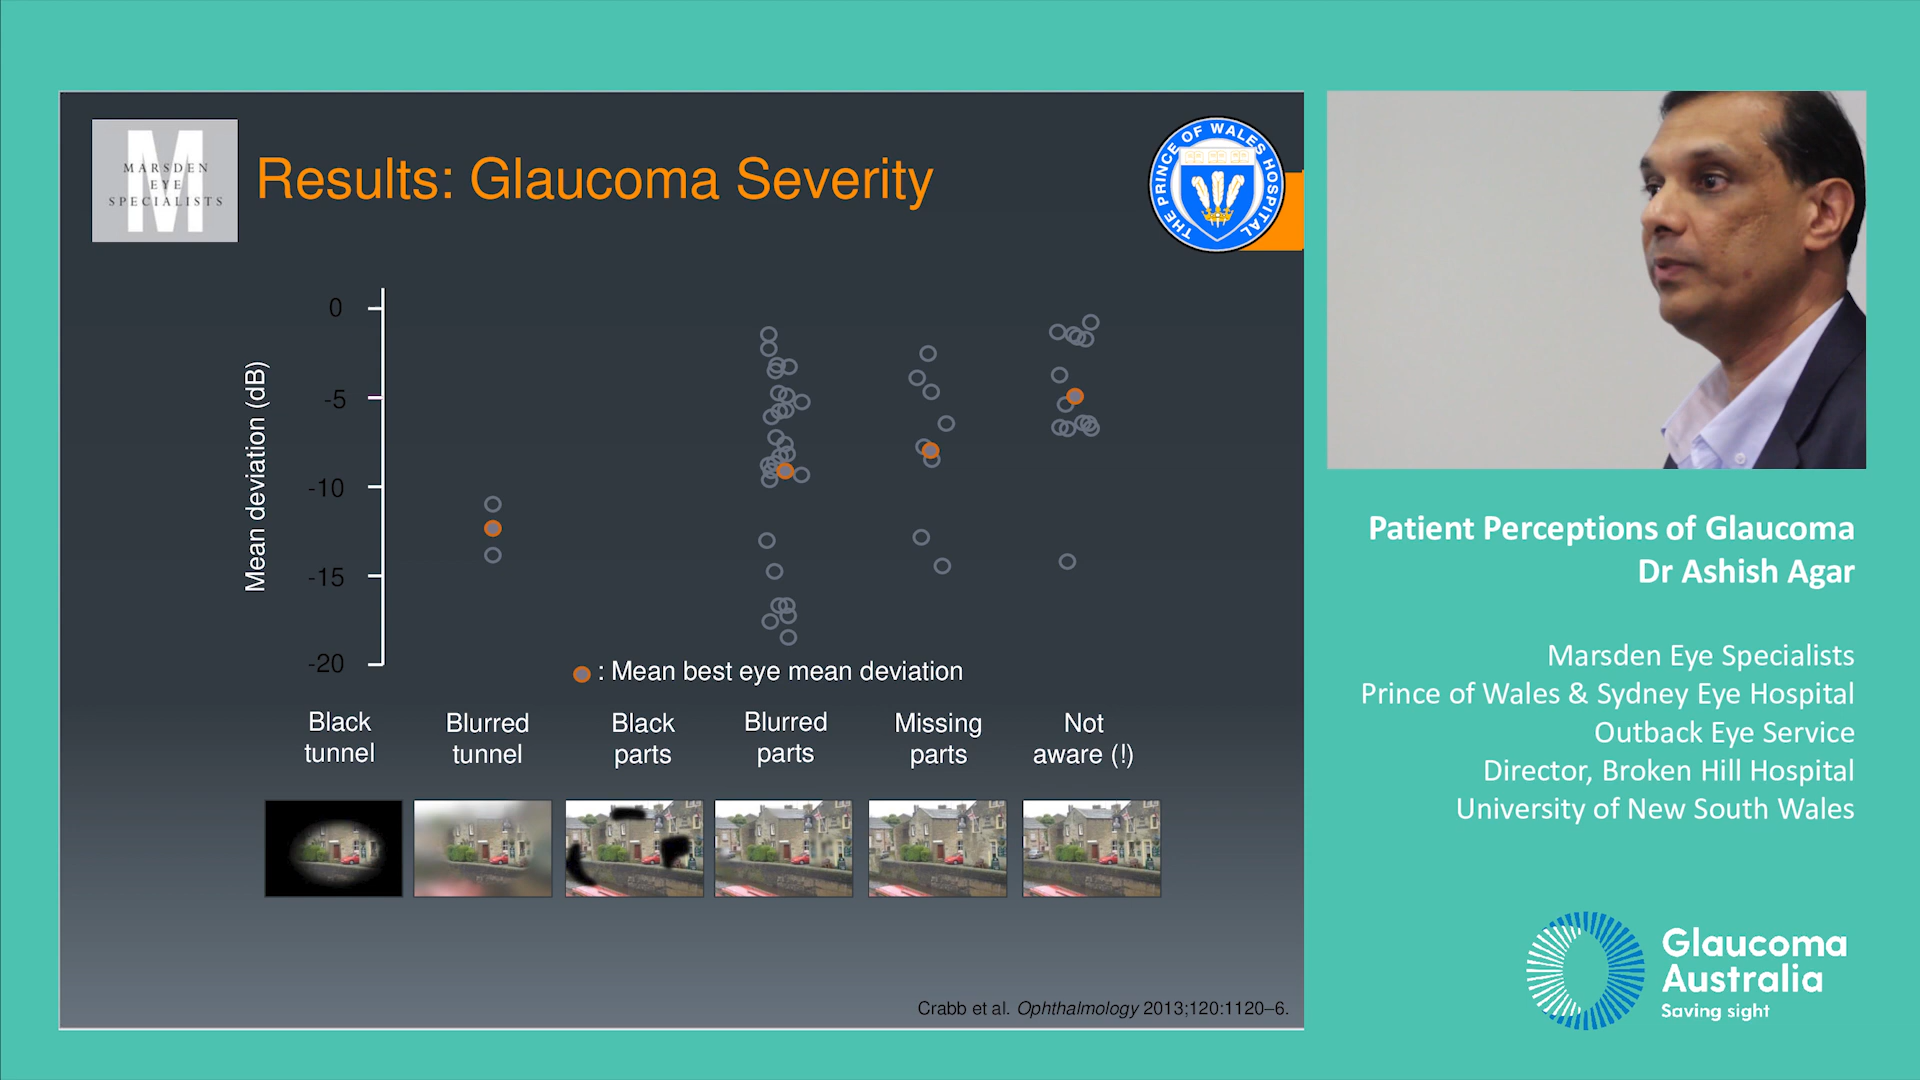 MARSDEN
EYE
SPECIALISTS
Results: Glaucoma Severity
THE PRINCE OF WALES HOSPITAL
Mean deviation (dB)
0
-5
-10
-15
-20
: Mean best eye mean deviation
Black
tunnel
Blurred
tunnel
Black
parts
Blurred
parts
Missing
parts
Not
aware (!)
Crabb et al. Ophthalmology 2013;120:1120–6.
Patient Perceptions of Glaucoma
Dr Ashish Agar
Marsden Eye Specialists
Prince of Wales & Sydney Eye Hospital
Outback Eye Service
Director, Broken Hill Hospital
University of New South Wales
Glaucoma
Australia
Saving sight